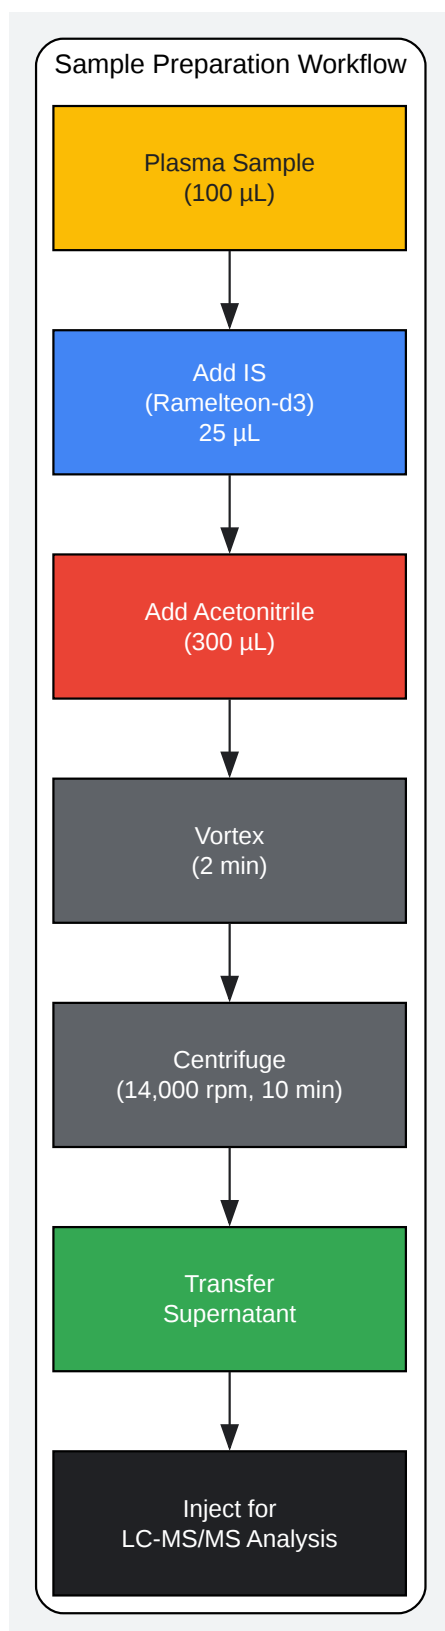 Sample Preparation Workflow
Plasma Sample
(100 µL)
Add IS
(Ramelteon-d3)
25 µL
Add Acetonitrile
(300 µL)
Vortex
(2 min)
Centrifuge
(14,000 rpm, 10 min)
Transfer
Supernatant
Inject for
LC-MS/MS Analysis